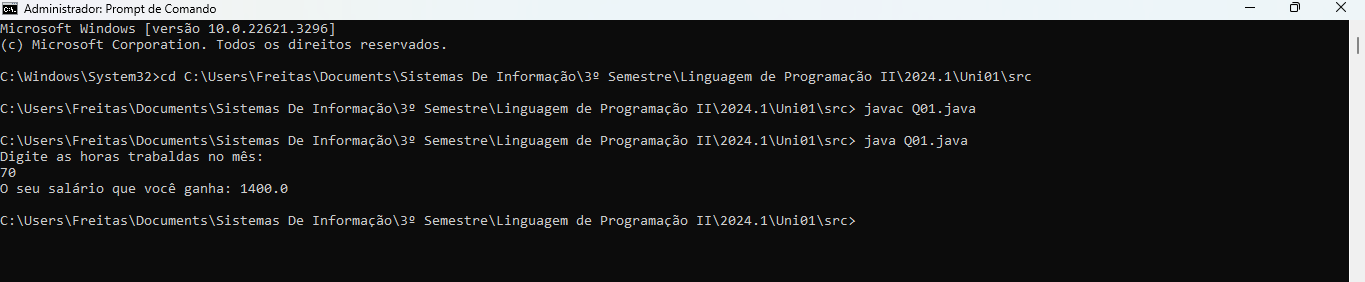 Administrador: Prompt de Comando
Microsoft Windows [versão 10.0.22621.3296]
(c) Microsoft Corporation. Todos os direitos reservados.
C:\Windows\System32>cd C:\Users\Freitas\Documents\Sistemas De Informação\3º Semestre\Linguagem de Programação II\2024.1\Uni01\src
C:\Users\Freitas\Documents\Sistemas De Informação\3º Semestre\Linguagem de Programação II\2024.1\Uni01\src> javac Q01.java
C:\Users\Freitas\Documents\Sistemas De Informação\3º Semestre\Linguagem de Programação II\2024.1\Uni01\src> java Q01.java
Digite as horas trabaldas no mês:
70
O seu salário que você ganha: 1400.0
C:\Users\Freitas\Documents\Sistemas De Informação\3º Semestre\Linguagem de Programação II\2024.1\Uni01\src>